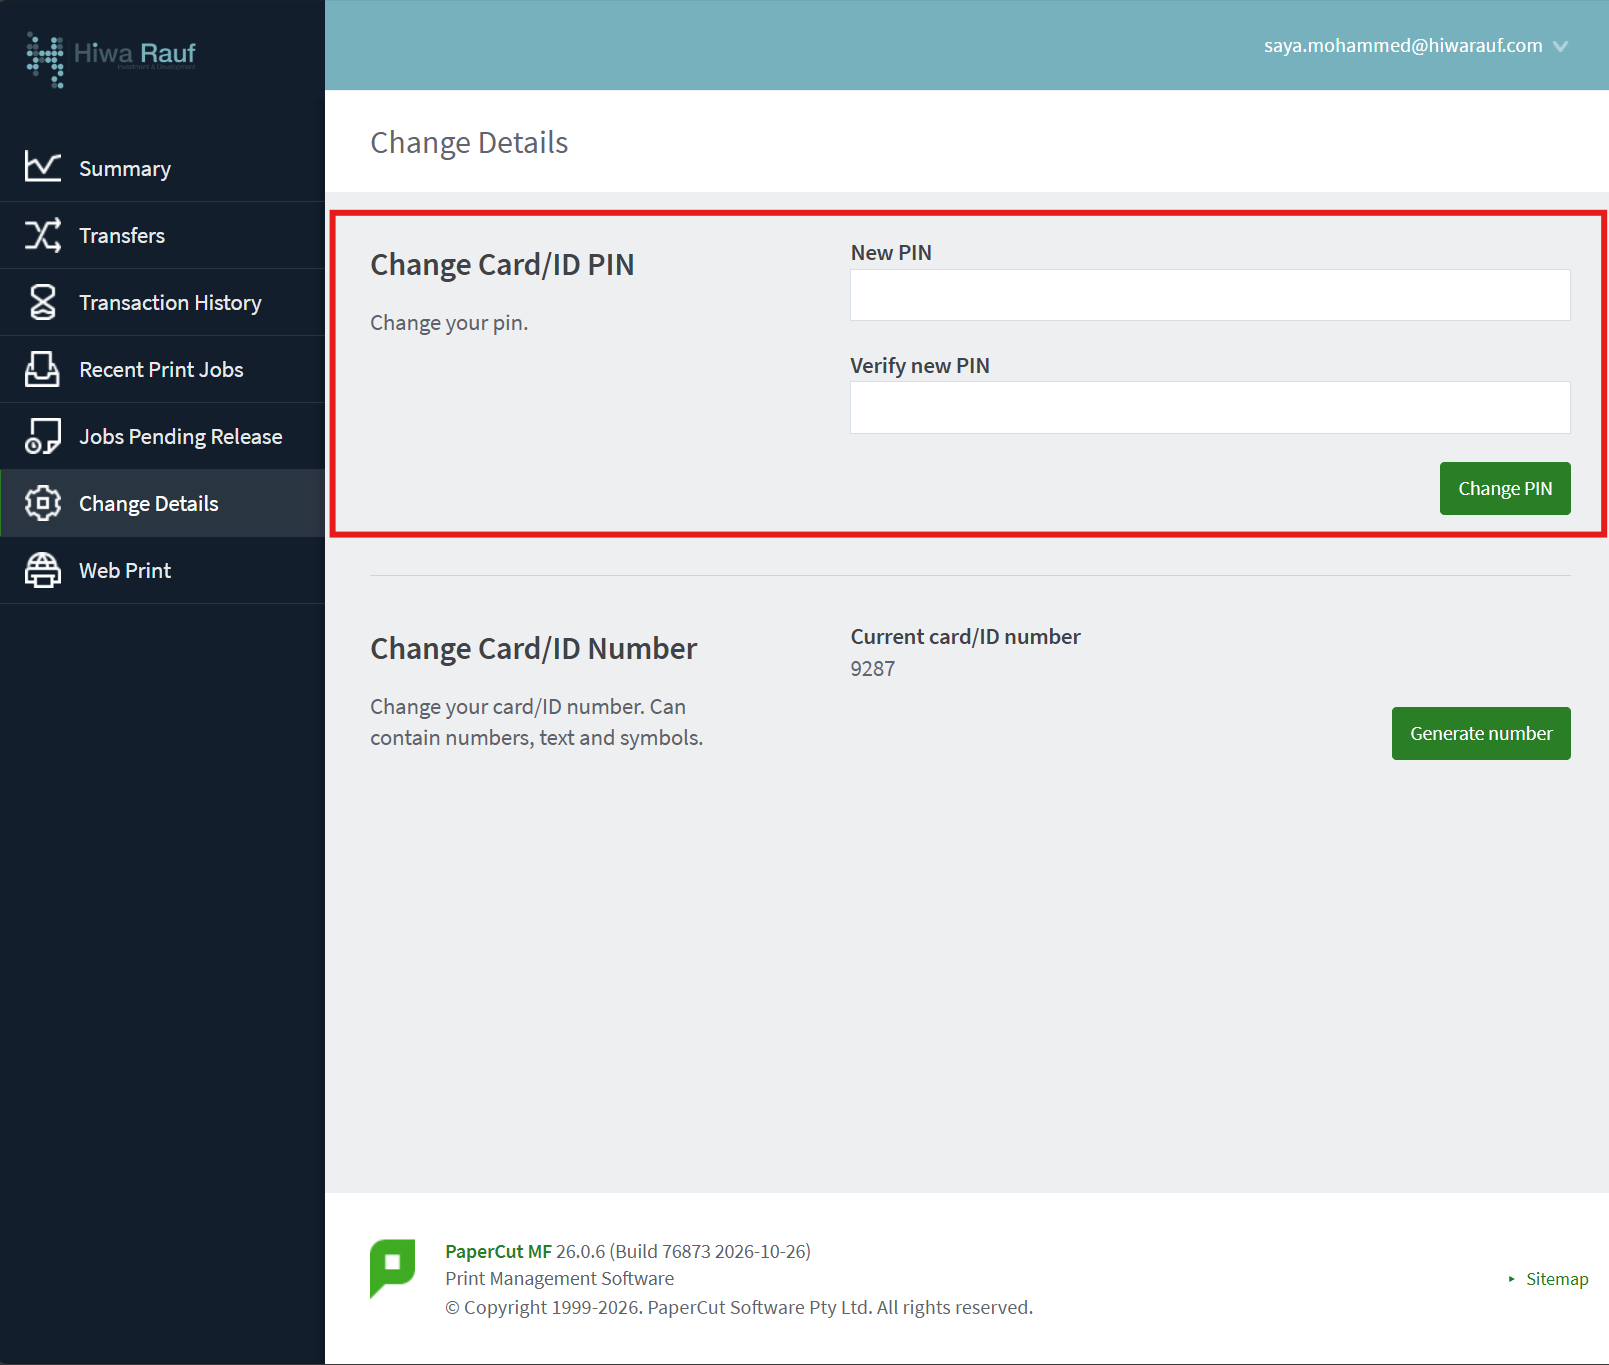 Hiwa Rauf
Investment & Development
saya.mohammed@hiwarauf.com
Summary
Transfers
Transaction History
Recent Print Jobs
Jobs Pending Release
Change Details
Web Print
Change Details
Change Card/ID PIN
Change your pin.
New PIN
Verify new PIN
Change PIN
Change Card/ID Number
Change your card/ID number. Can
contain numbers, text and symbols.
Current card/ID number
9287
Generate number
PaperCut MF 26.0.6 (Build 76873 2026-10-26)
Print Management Software
© Copyright 1999-2026. PaperCut Software Pty Ltd. All rights reserved.
Sitemap